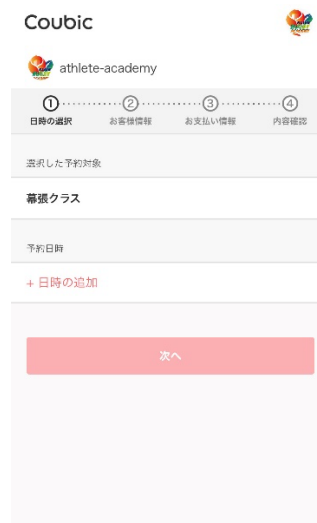 Coubic
athlete-academy
① ② ③ ④
日時の選択 お客様情報 お支払い情報 内容確認
選択した予約対象
幕張クラス
予約日時
+ 日時の追加
次へ